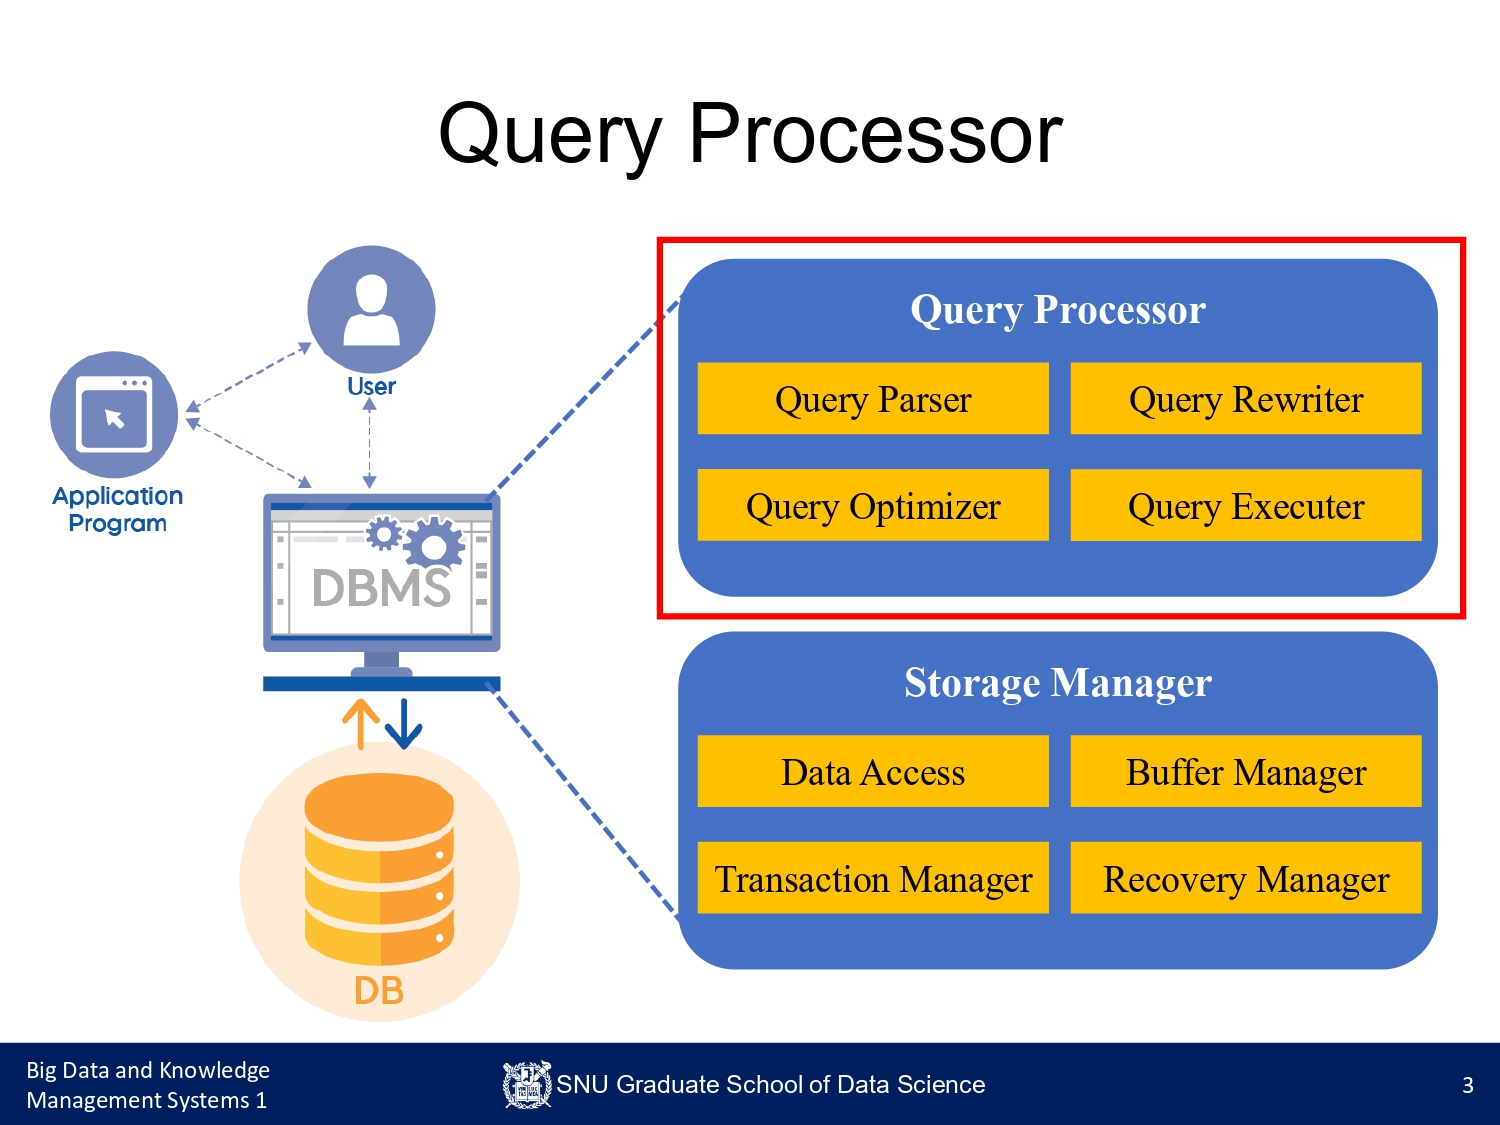 Query Processor
User
Application
Program
DBMS
DB
Query Processor
Query Parser
Query Rewriter
Query Optimizer
Query Executer
Storage Manager
Data Access
Buffer Manager
Transaction Manager
Recovery Manager
Big Data and Knowledge
Management Systems 1
SNU Graduate School of Data Science
3